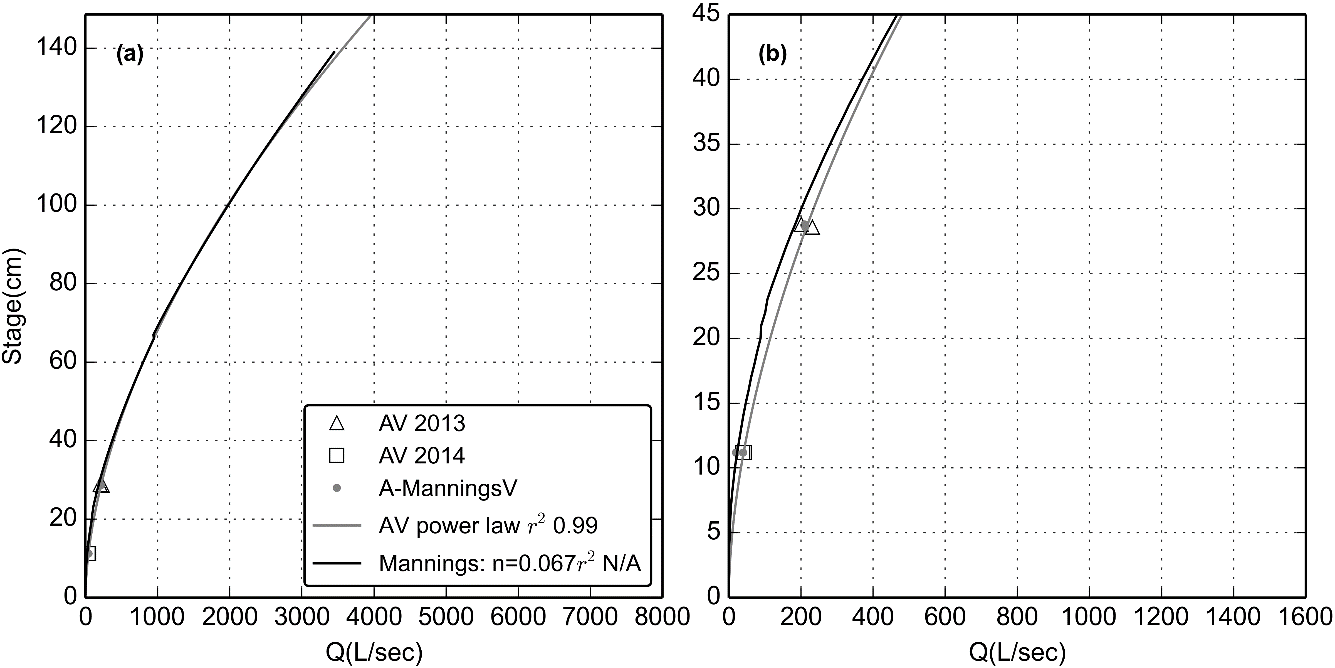 (a)
140
120
100
80
60
40
20
0
Stage(cm)
0 1000 2000 3000 4000 5000 6000 7000 8000
Q(L/sec)
AV 2013
AV 2014
A-ManningsV
AV power law r² 0.99
Mannings: n=0.067r² N/A
(b)
45
40
35
30
25
20
15
10
5
0
0 200 400 600 800 1000 1200 1400 1600
Q(L/sec)